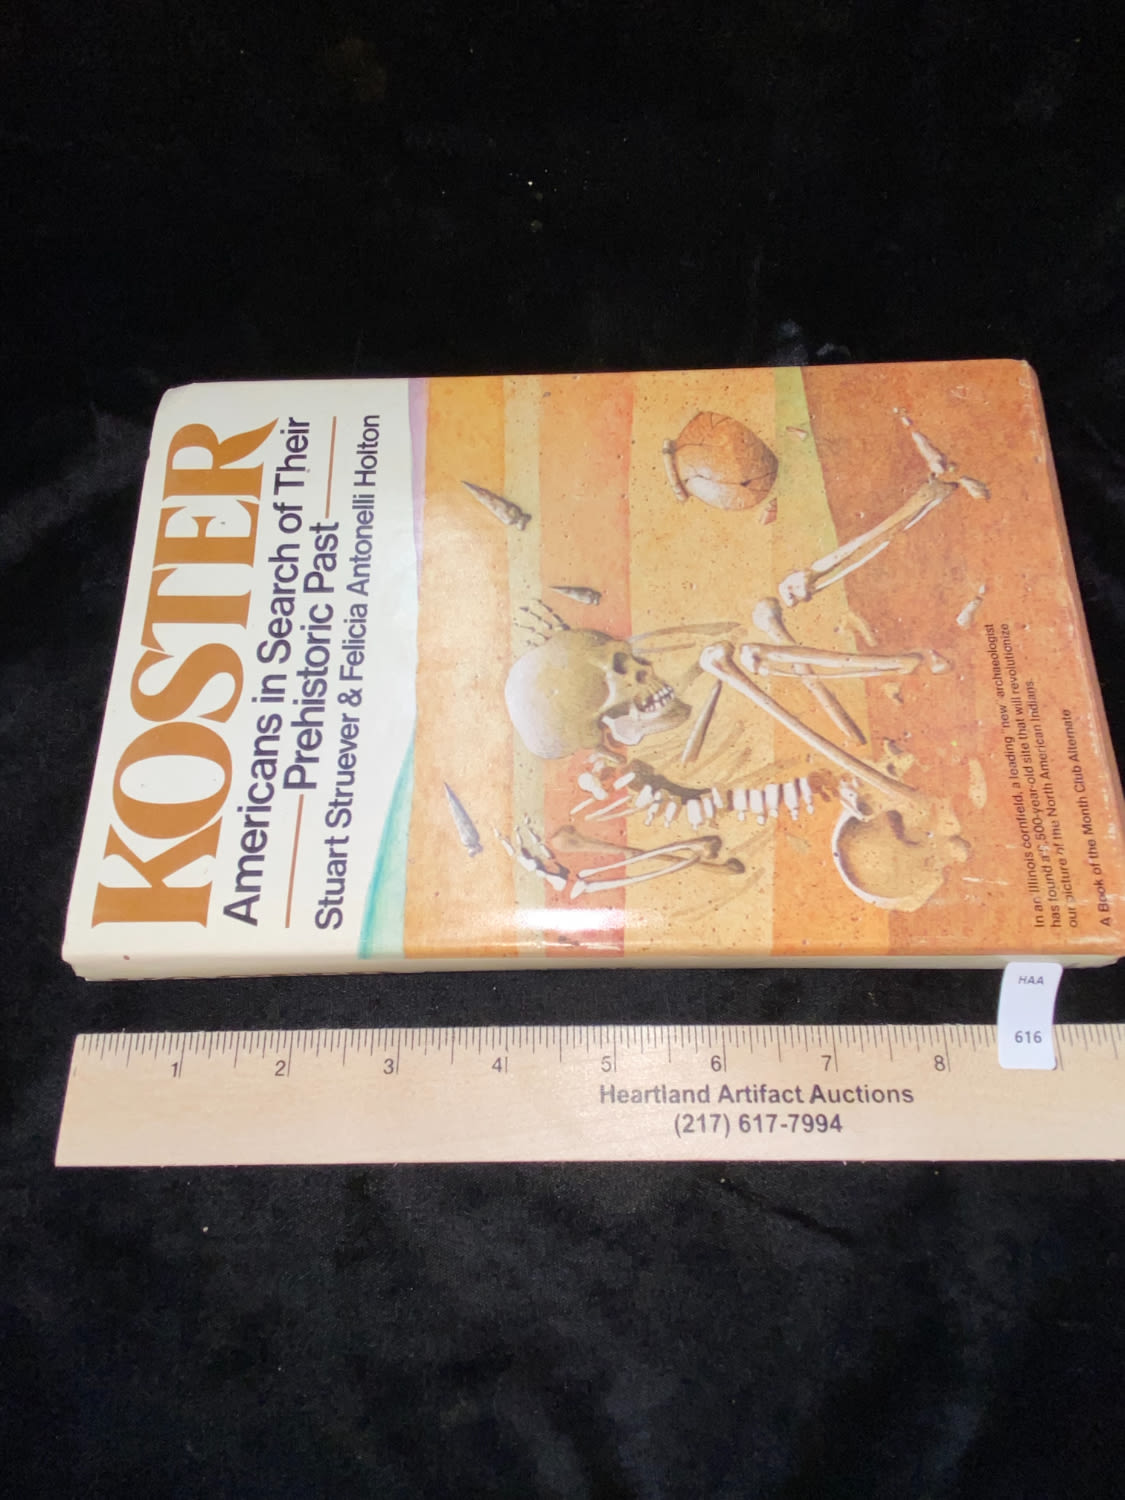 KOSTER
Americans in Search of Their
Prehistoric Past
Stuart Struever & Felicia Antonelli Holton
In an Illinois cornfield, a leading "new" archaeologist
has found a 9,500-year-old site that will revolutionize
our picture of the North American Indians.
A Book of the Month Club Alternate
HAA
616
1 2 3 4 5 6 7 8
Heartland Artifact Auctions
(217) 617-7994